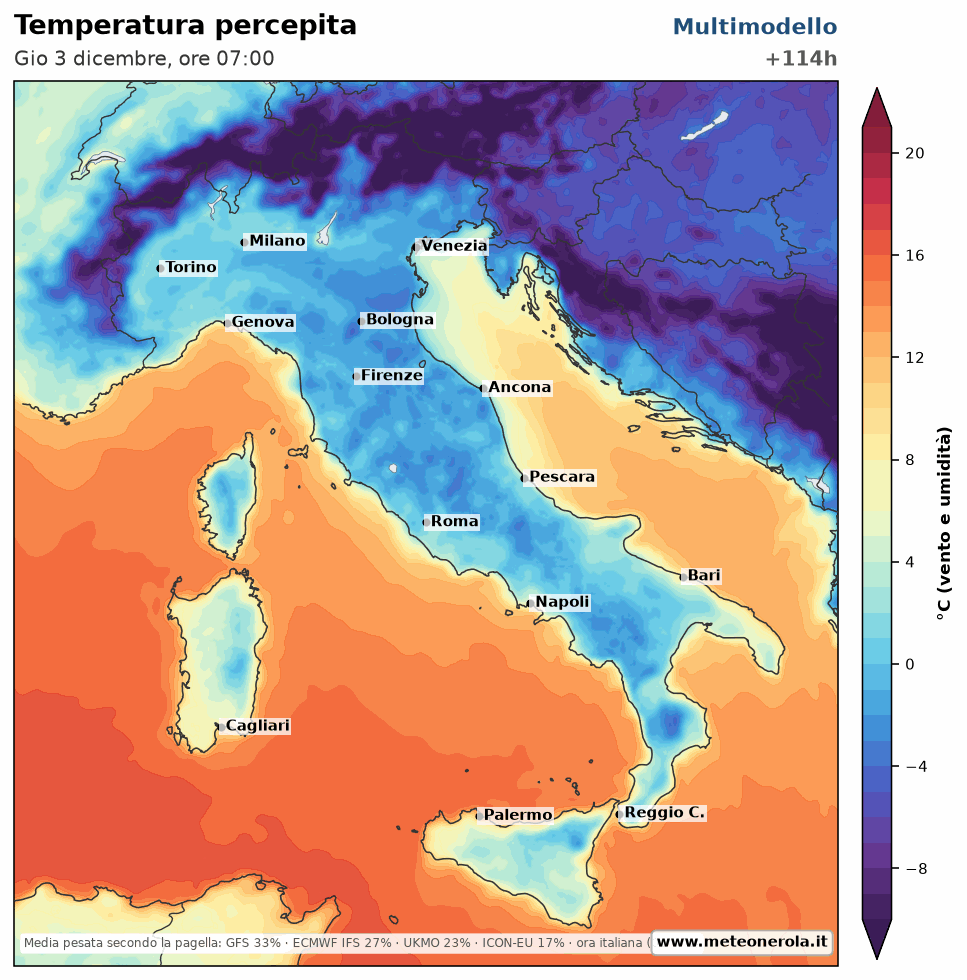 Temperatura percepita
Multimodello
Gio 3 dicembre, ore 07:00
+114h
Milano
Venezia
Torino
Genova
Bologna
Firenze
Ancona
Pescara
Roma
Bari
Napoli
Cagliari
Palermo
Reggio C.
20
16
12
8
4
0
−4
−8
°C (vento e umidità)
Media pesata secondo la pagella: GFS 33% · ECMWF IFS 27% · UKMO 23% · ICON-EU 17% · ora italiana (
www.meteonerola.it